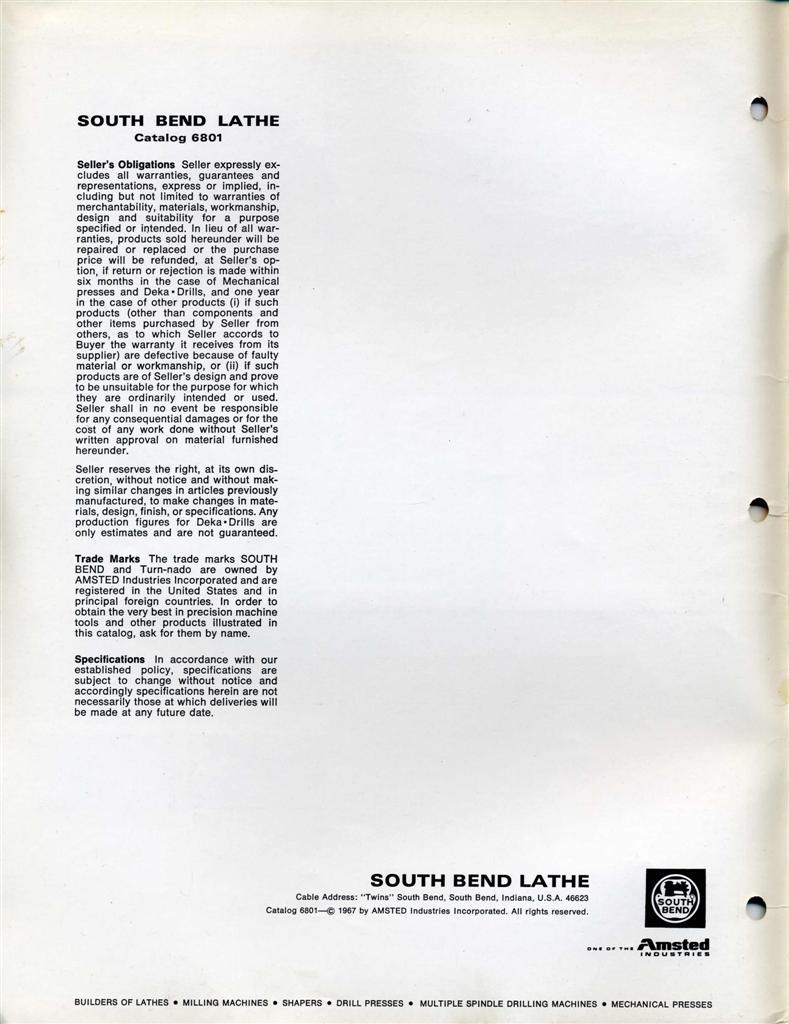 SOUTH BEND LATHE
Catalog 6801
Seller's Obligations Seller expressly ex-
cludes all warranties, guarantees and
representations, express or implied, in-
cluding but not limited to warranties of
merchantability, materials, workmanship,
design and suitability for a purpose
specified or intended. In lieu of all war-
ranties, products sold hereunder will be
repaired or replaced or the purchase
price will be refunded, at Seller's op-
tion, if return or rejection is made within
six months in the case of Mechanical
presses and Deka•Drills, and one year
in the case of other products (i) if such
products (other than components and
other items purchased by Seller from
others, as to which Seller accords to
Buyer the warranty it receives from its
supplier) are defective because of faulty
material or workmanship, or (ii) if such
products are of Seller's design and prove
to be unsuitable for the purpose for which
they are ordinarily intended or used.
Seller shall in no event be responsible
for any consequential damages or for the
cost of any work done without Seller's
written approval on material furnished
hereunder.
Seller reserves the right, at its own dis-
cretion, without notice and without mak-
ing similar changes in articles previously
manufactured, to make changes in mate-
rials, design, finish, or specifications. Any
production figures for Deka•Drills are
only estimates and are not guaranteed.
Trade Marks The trade marks SOUTH
BEND and Turn-nado are owned by
AMSTED Industries Incorporated and are
registered in the United States and in
principal foreign countries. In order to
obtain the very best in precision machine
tools and other products illustrated in
this catalog, ask for them by name.
Specifications In accordance with our
established policy, specifications are
subject to change without notice and
accordingly specifications herein are not
necessarily those at which deliveries will
be made at any future date.
SOUTH BEND LATHE
Cable Address: "Twins" South Bend, South Bend, Indiana, U.S.A. 46623
Catalog 6801—© 1967 by AMSTED Industries Incorporated. All rights reserved.
SOUTH
BEND
ONE OF THE Amsted
INDUSTRIES
BUILDERS OF LATHES • MILLING MACHINES • SHAPERS • DRILL PRESSES • MULTIPLE SPINDLE DRILLING MACHINES • MECHANICAL PRESSES